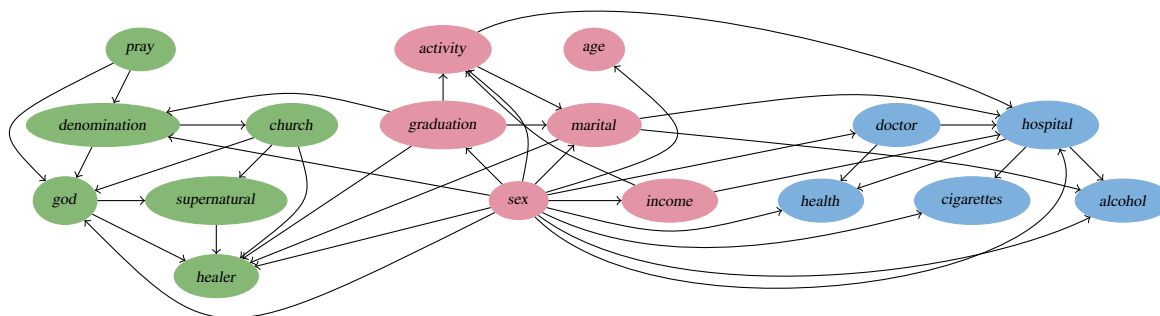 pray
activity
age
denomination
church
graduation
marital
doctor
hospital
god
supernatural
sex
income
health
cigarettes
alcohol
healer